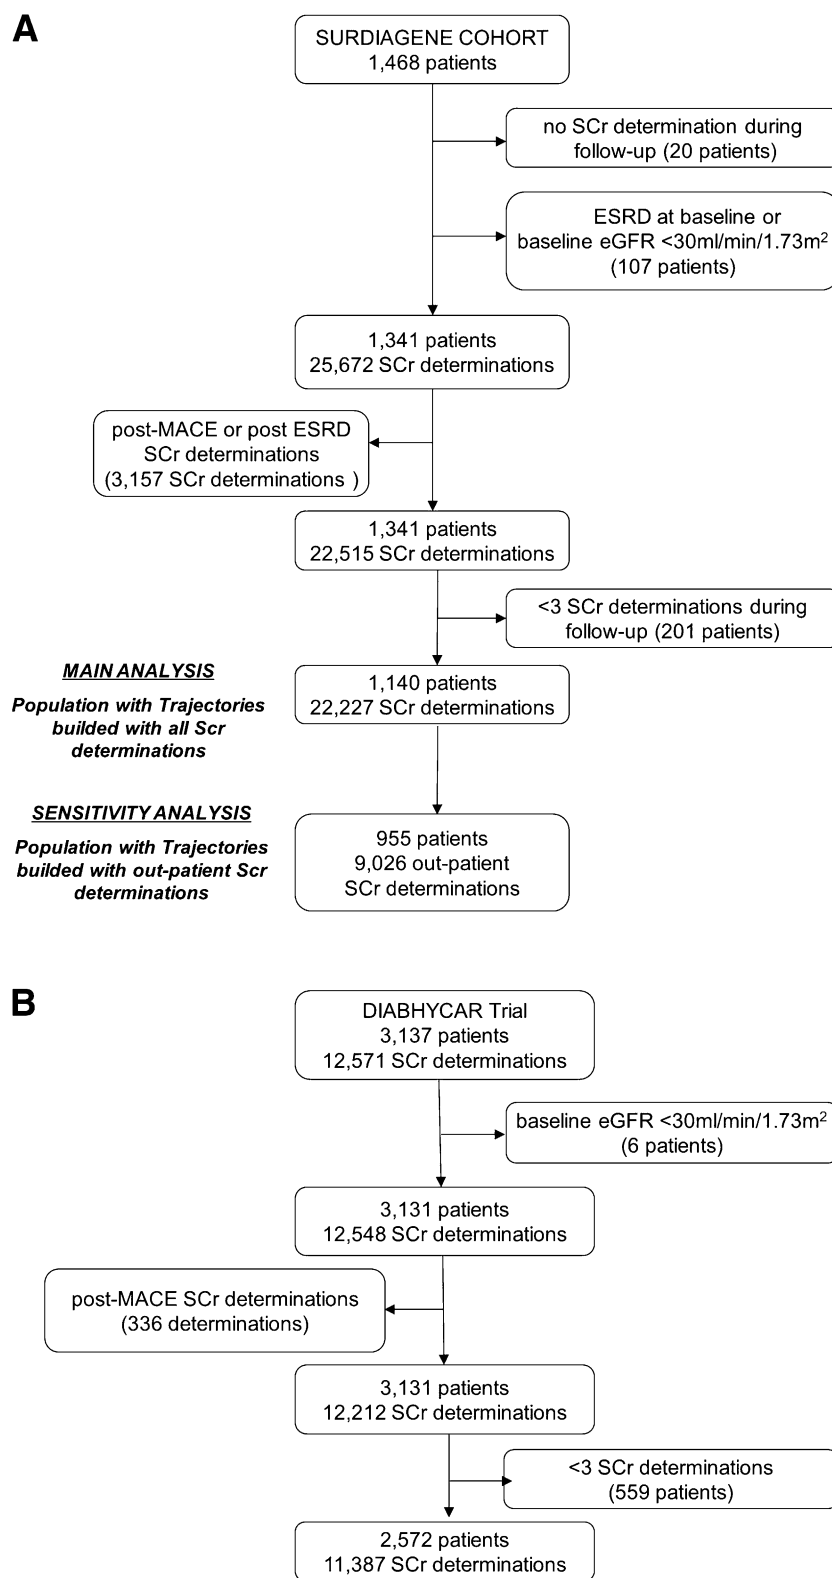 A
SURDIAGENE COHORT
1,468 patients
no SCr determination during
follow-up (20 patients)
ESRD at baseline or
baseline eGFR <30ml/min/1.73m²
(107 patients)
1,341 patients
25,672 SCr determinations
post-MACE or post ESRD
SCr determinations
(3,157 SCr determinations )
1,341 patients
22,515 SCr determinations
<3 SCr determinations during
follow-up (201 patients)
MAIN ANALYSIS
Population with Trajectories
builded with all Scr
determinations
1,140 patients
22,227 SCr determinations
SENSITIVITY ANALYSIS
Population with Trajectories
builded with out-patient Scr
determinations
955 patients
9,026 out-patient
SCr determinations
B
DIABHYCAR Trial
3,137 patients
12,571 SCr determinations
baseline eGFR <30ml/min/1.73m²
(6 patients)
3,131 patients
12,548 SCr determinations
post-MACE SCr determinations
(336 determinations)
3,131 patients
12,212 SCr determinations
<3 SCr determinations
(559 patients)
2,572 patients
11,387 SCr determinations